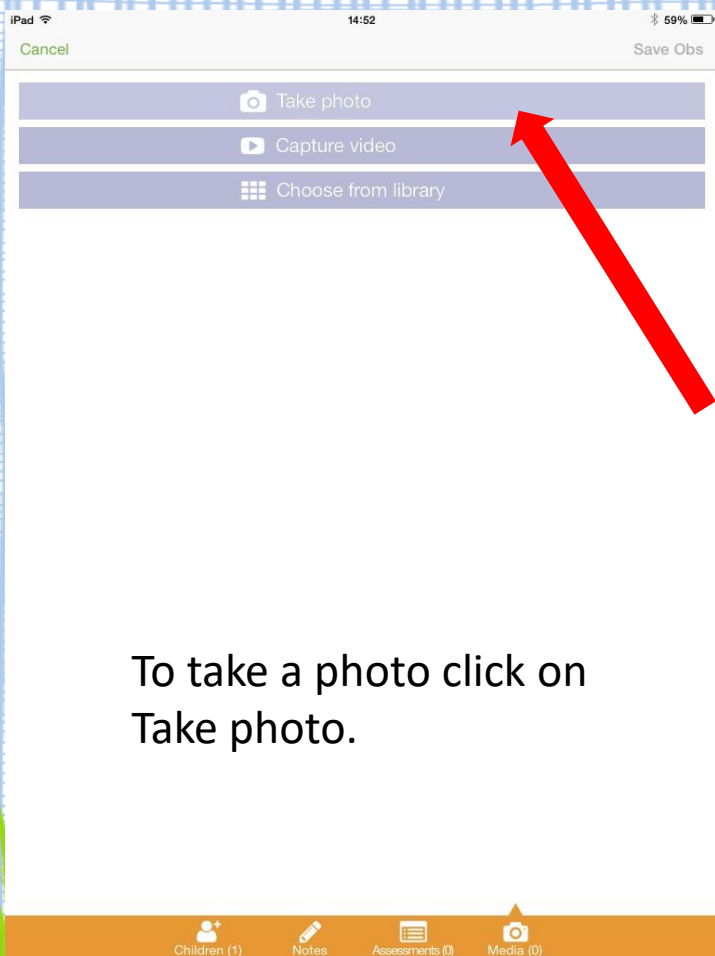 iPad 14:52 59%
Cancel Save Obs
Take photo
Capture video
Choose from library
To take a photo click on
Take photo.
Children (1) Notes Assessments (0) Media (0)